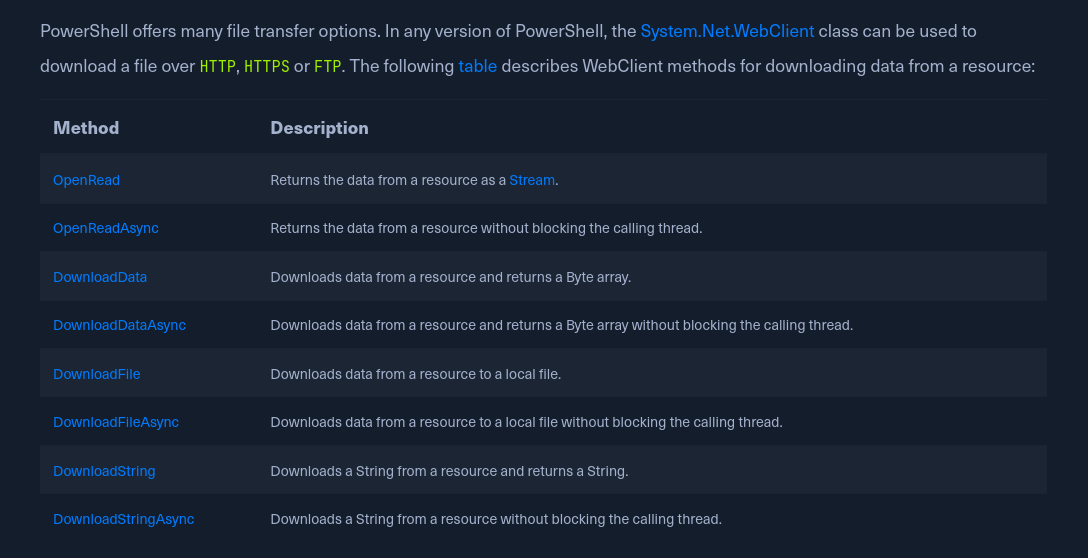 PowerShell offers many file transfer options. In any version of PowerShell, the System.Net.WebClient class can be used to
download a file over HTTP, HTTPS or FTP. The following table describes WebClient methods for downloading data from a resource:
Method Description
OpenRead Returns the data from a resource as a Stream.
OpenReadAsync Returns the data from a resource without blocking the calling thread.
DownloadData Downloads data from a resource and returns a Byte array.
DownloadDataAsync Downloads data from a resource and returns a Byte array without blocking the calling thread.
DownloadFile Downloads data from a resource to a local file.
DownloadFileAsync Downloads data from a resource to a local file without blocking the calling thread.
DownloadString Downloads a String from a resource and returns a String.
DownloadStringAsync Downloads a String from a resource without blocking the calling thread.